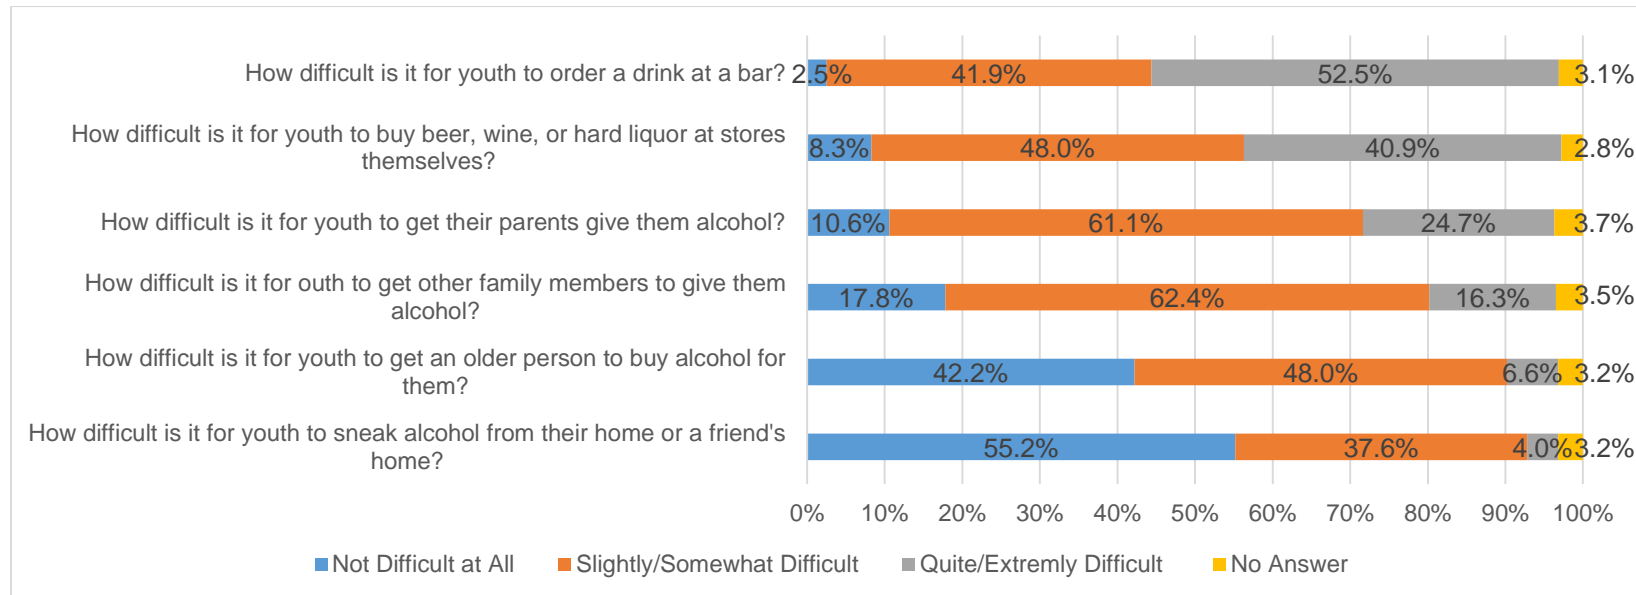 How difficult is it for youth to order a drink at a bar? 2.5% 41.9% 52.5% 3.1%
How difficult is it for youth to buy beer, wine, or hard liquor at stores
themselves?
8.3% 48.0% 40.9% 2.8%
How difficult is it for youth to get their parents give them alcohol? 10.6% 61.1% 24.7% 3.7%
How difficult is it for outh to get other family members to give them
alcohol?
17.8% 62.4% 16.3% 3.5%
How difficult is it for youth to get an older person to buy alcohol for
them?
42.2% 48.0% 6.6% 3.2%
How difficult is it for youth to sneak alcohol from their home or a friend's
home?
55.2% 37.6% 4.0% 3.2%
0% 10% 20% 30% 40% 50% 60% 70% 80% 90% 100%
Not Difficult at All Slightly/Somewhat Difficult Quite/Extremly Difficult No Answer